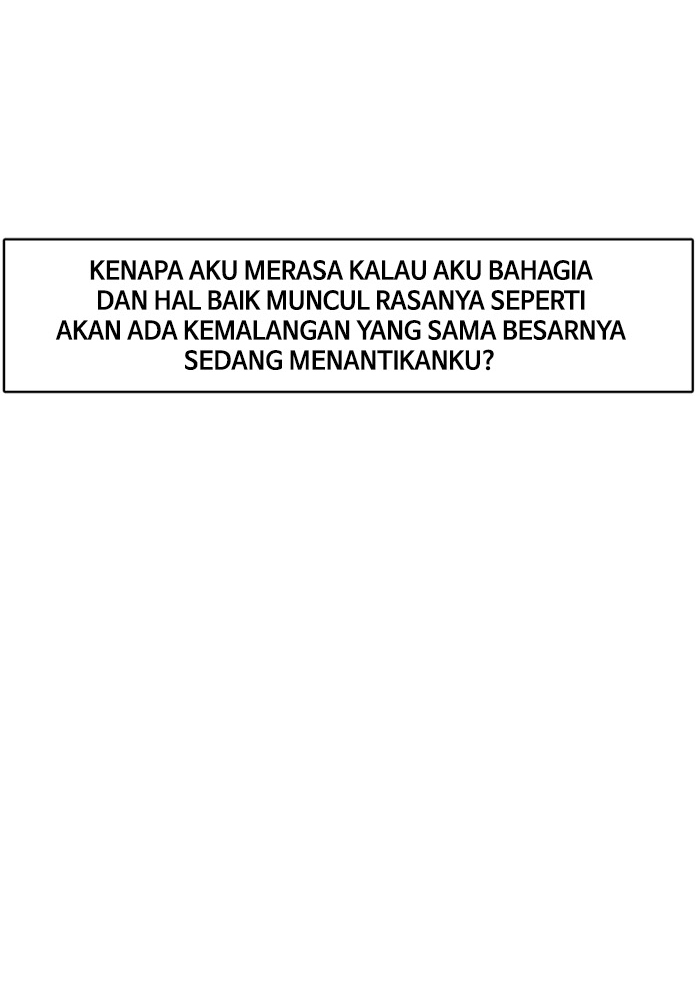 KENAPA AKU MERASA KALAU AKU BAHAGIA
DAN HAL BAIK MUNCUL RASANYA SEPERTI
AKAN ADA KEMALANGAN YANG SAMA BESARNYA
SEDANG MENANTIKANKU?